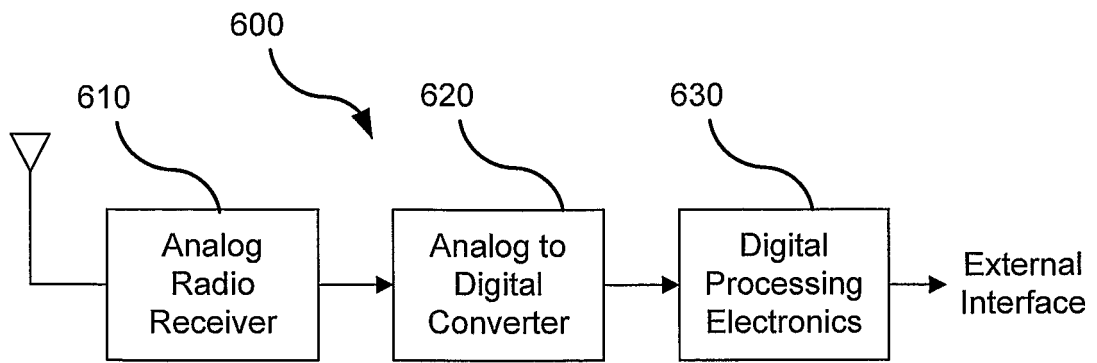 600
610
620
630
Analog
Radio
Receiver
Analog to
Digital
Converter
Digital
Processing
Electronics
External
Interface